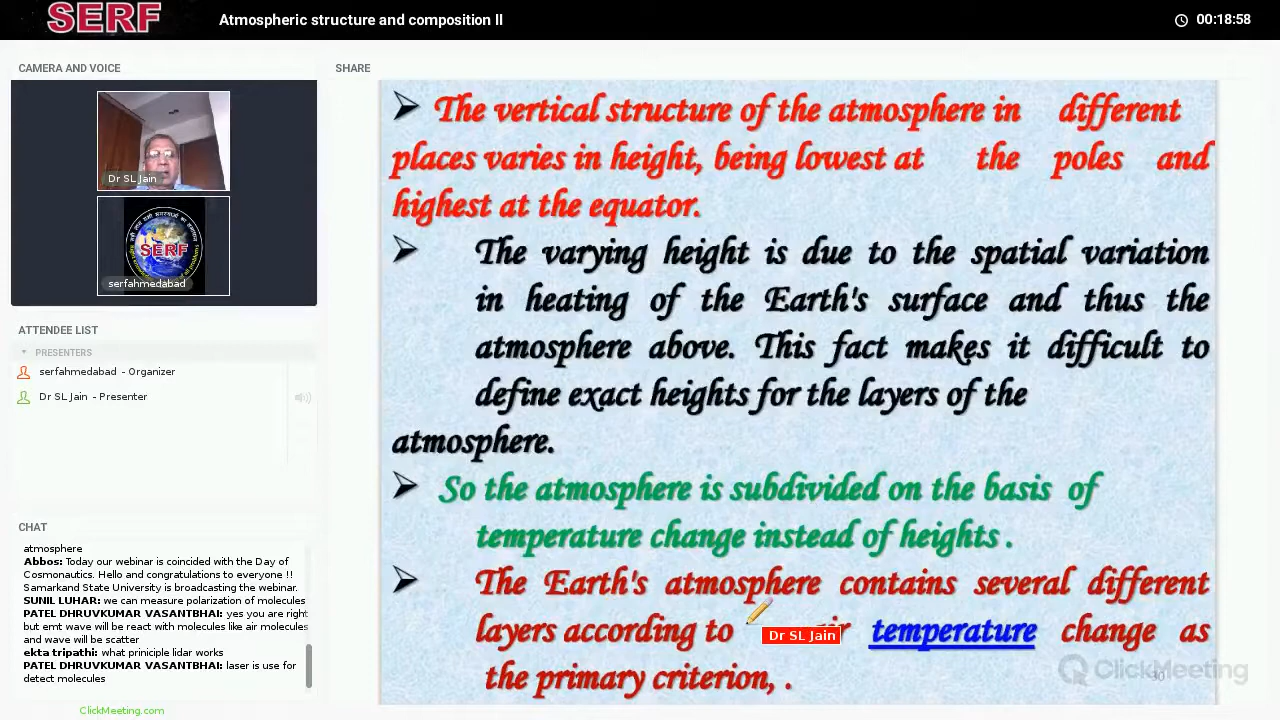 SERF
Atmospheric structure and composition II
00:18:58
CAMERA AND VOICE
SHARE
Dr SL Jain
SERF
serfahmedabad
ATTENDEE LIST
PRESENTERS
serfahmedabad - Organizer
Dr SL Jain - Presenter
CHAT
atmosphere
Abbos: Today our webinar is coincided with the Day of
Cosmonautics. Hello and congratulations to everyone !!
Samarkand State University is broadcasting the webinar.
SUNIL LUHAR: we can measure polarization of molecules
PATEL DHRUVKUMAR VASANTBHAI: yes you are right
but emt wave will be react with molecules like air molecules
and wave will be scatter
ekta tripathi: what priniciple lidar works
PATEL DHRUVKUMAR VASANTBHAI: laser is use for
detect molecules
ClickMeeting.com
The vertical structure of the atmosphere in different
places varies in height, being lowest at the poles and
highest at the equator.
The varying height is due to the spatial variation
in heating of the Earth's surface and thus the
atmosphere above. This fact makes it difficult to
define exact heights for the layers of the
atmosphere.
So the atmosphere is subdivided on the basis of
temperature change instead of heights .
The Earth's atmosphere contains several different
layers according to temperature change as
Dr SL Jain
the primary criterion, .
ClickMeeting